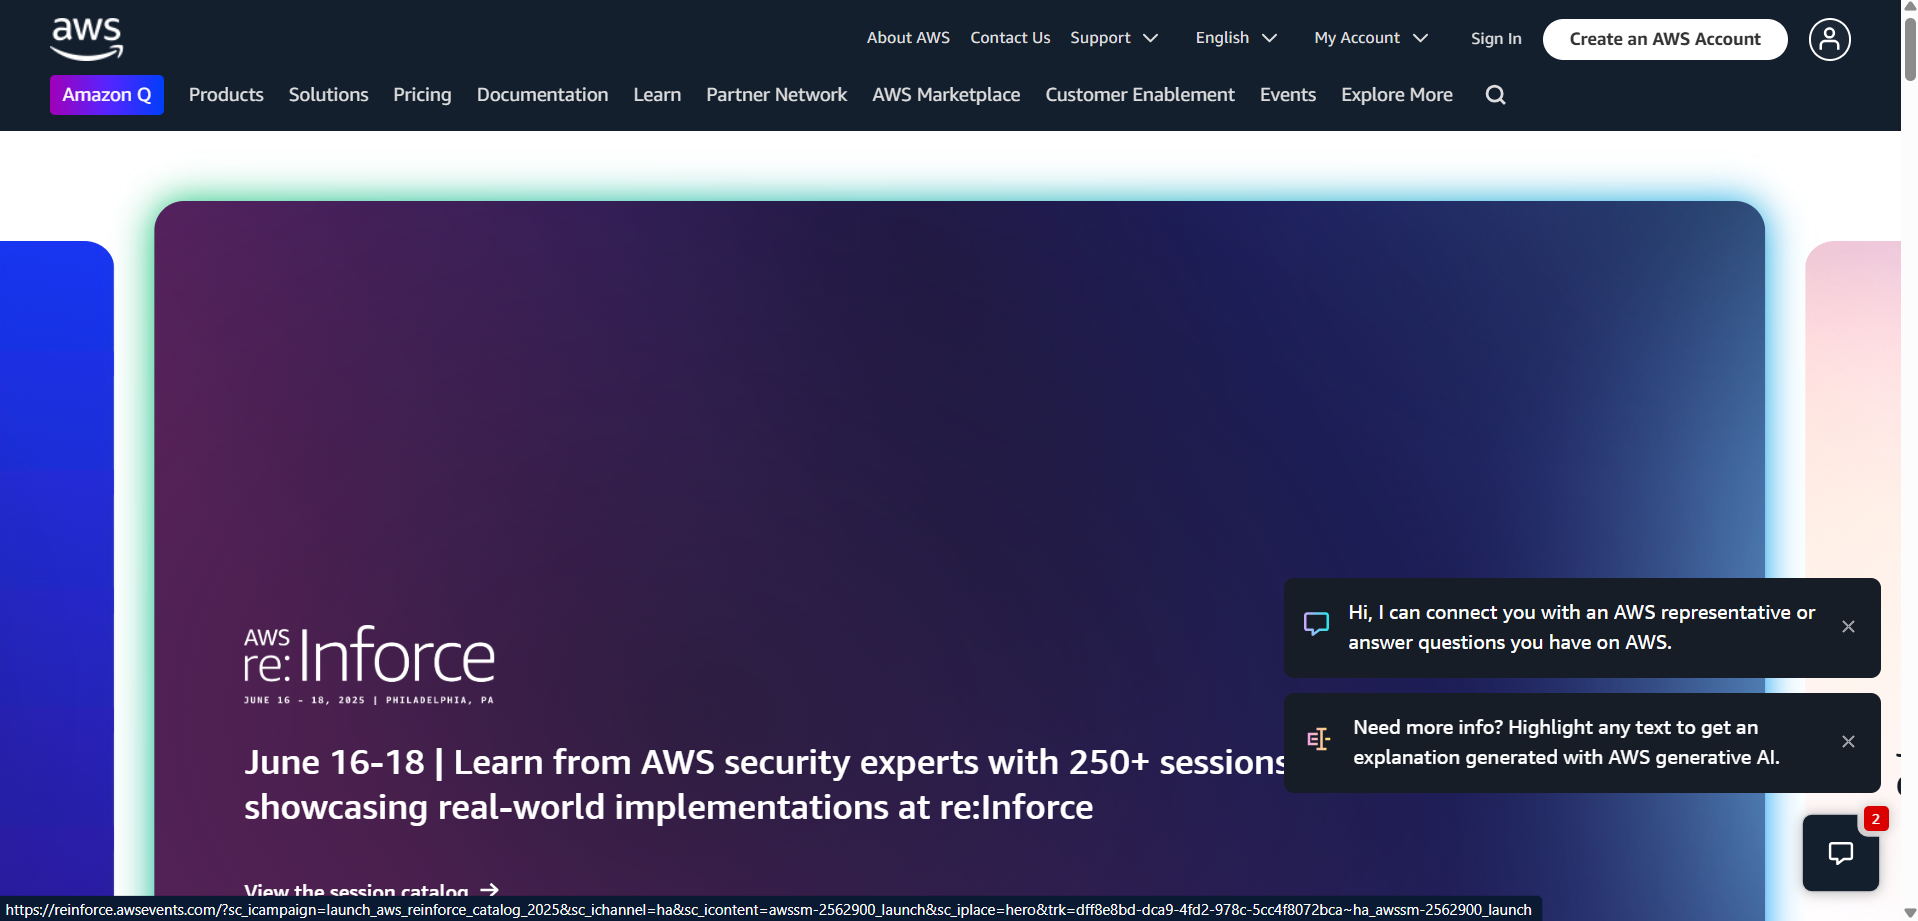 aws
About AWS
Contact Us
Support
English
My Account
Sign In
Create an AWS Account
Amazon Q
Products
Solutions
Pricing
Documentation
Learn
Partner Network
AWS Marketplace
Customer Enablement
Events
Explore More
AWS
re:Inforce
JUNE 16 - 18, 2025 | PHILADELPHIA, PA
June 16-18 | Learn from AWS security experts with 250+ sessions
showcasing real-world implementations at re:Inforce
View the session catalog
Hi, I can connect you with an AWS representative or
answer questions you have on AWS.
Need more info? Highlight any text to get an
explanation generated with AWS generative AI.
2
https://reinforce.awsevents.com/?sc_icampaign=launch_aws_reinforce_catalog_2025&sc_ichannel=ha&sc_icontent=awssm-2562900_launch&sc_iplace=hero&trk=dff8e8bd-dca9-4fd2-978c-5cc4f8072bca~ha_awssm-2562900_launch